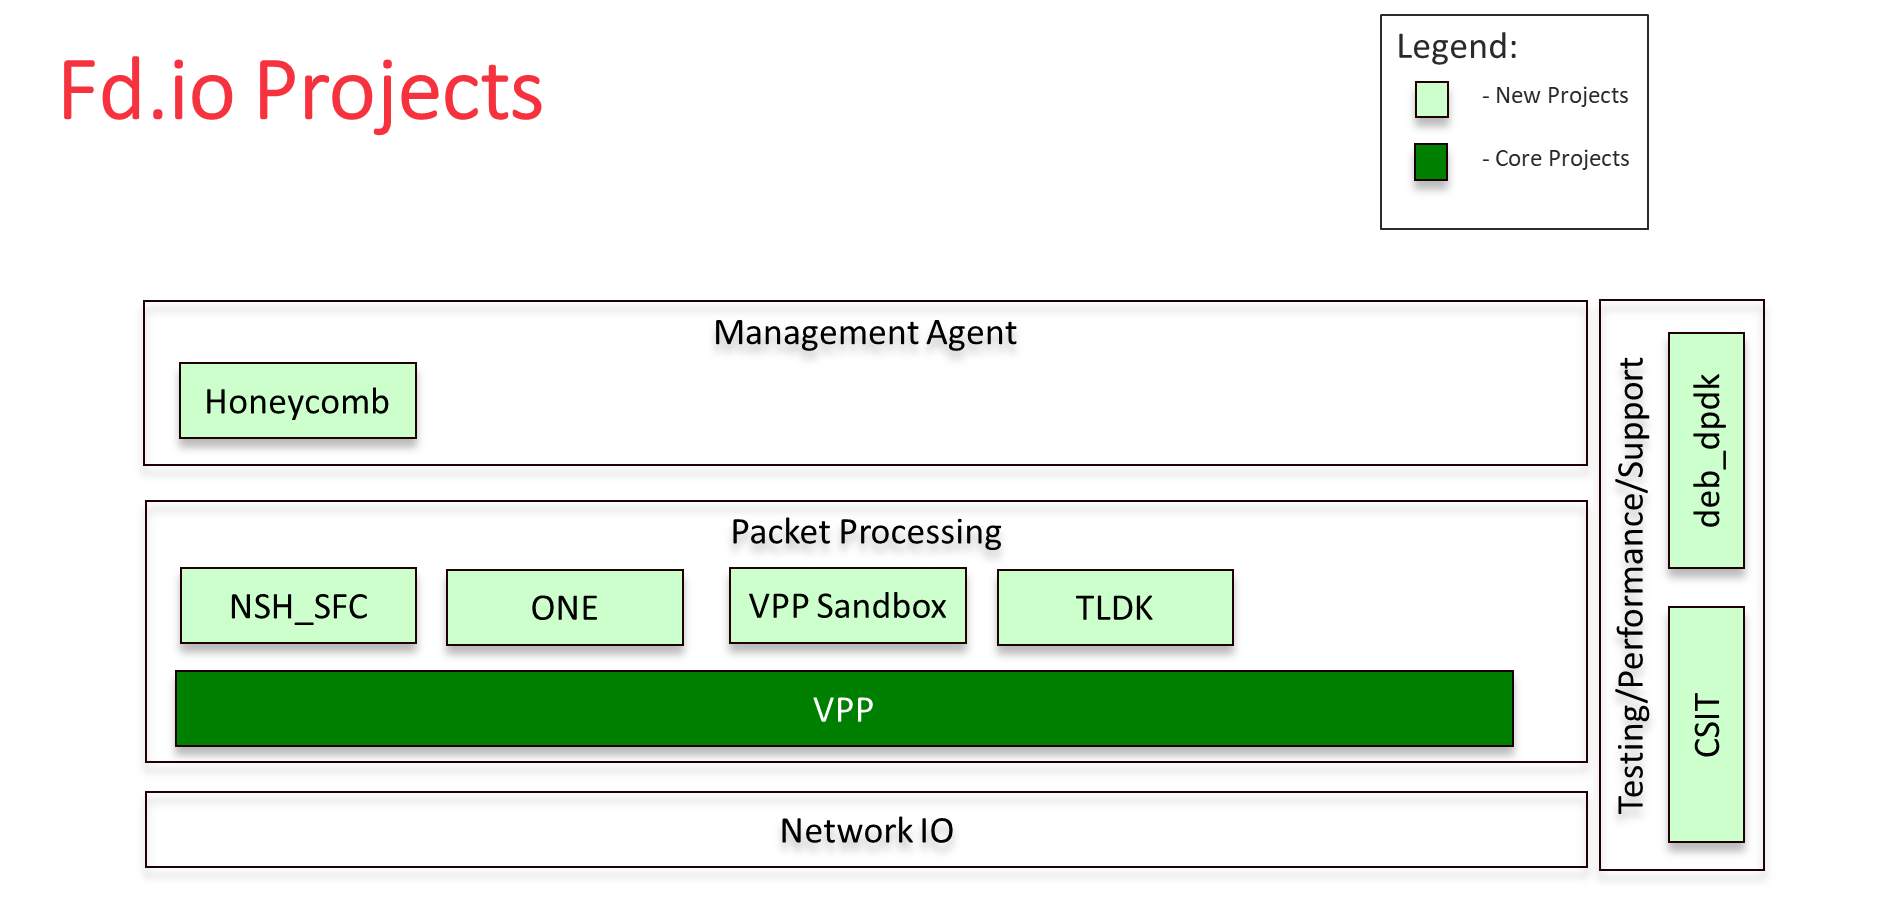 Fd.io Projects
Legend:
- New Projects
- Core Projects
Management Agent
Honeycomb
Packet Processing
NSH_SFC
ONE
VPP Sandbox
TLDK
VPP
Network IO
Testing/Performance/Support
deb_dpdk
CSIT